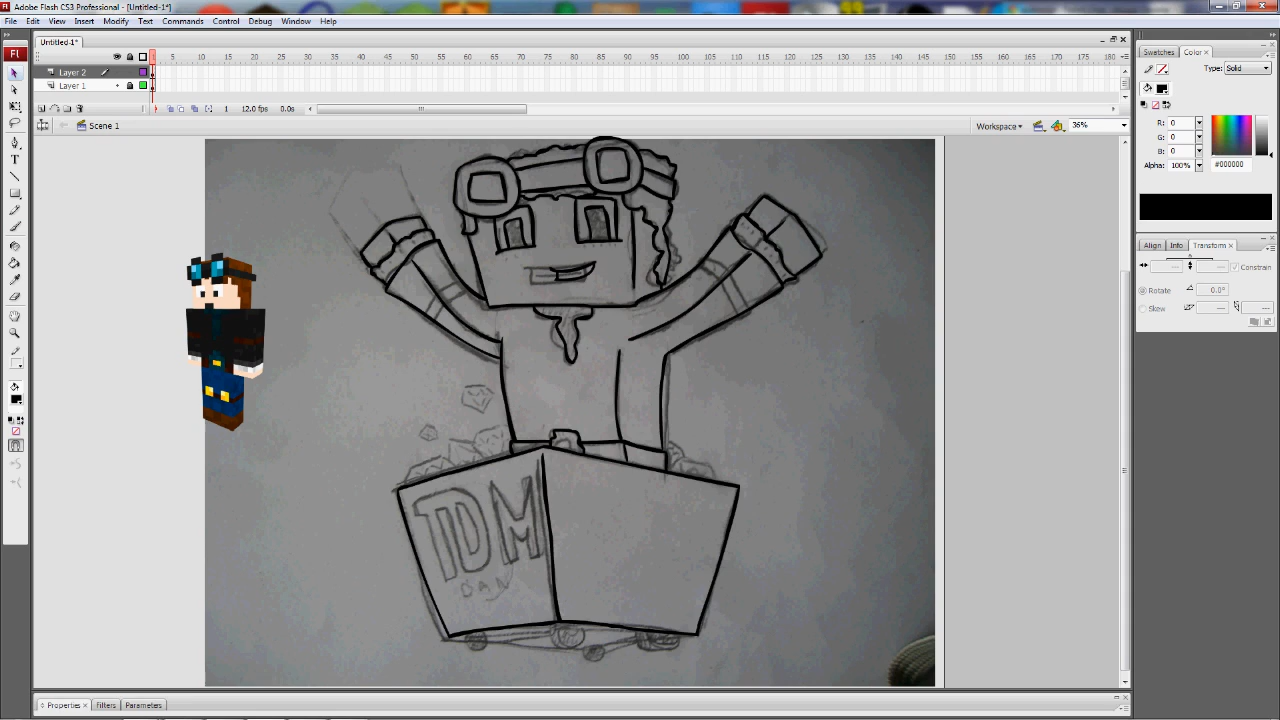 Adobe Flash CS3 Professional - [Untitled-1*]
File Edit View Insert Modify Text Commands Control Debug Window Help
Untitled-1*
5 10 15 20 25 30 35 40 45 50 55 60 65 70 75 80 85 90 95 100 105 110 115 120 125 130 135 140 145 150 155 160 165 170 175 180
Layer 2
Layer 1
1 12.0 fps 0.0s
Scene 1
Workspace
36%
Fl
T
Swatches Color
Type: Solid
R: 0
G: 0
B: 0
Alpha: 100%
#000000
Align Info Transform
Constrain
Rotate 0.0°
Skew
TDM
DAN
Properties Filters Parameters